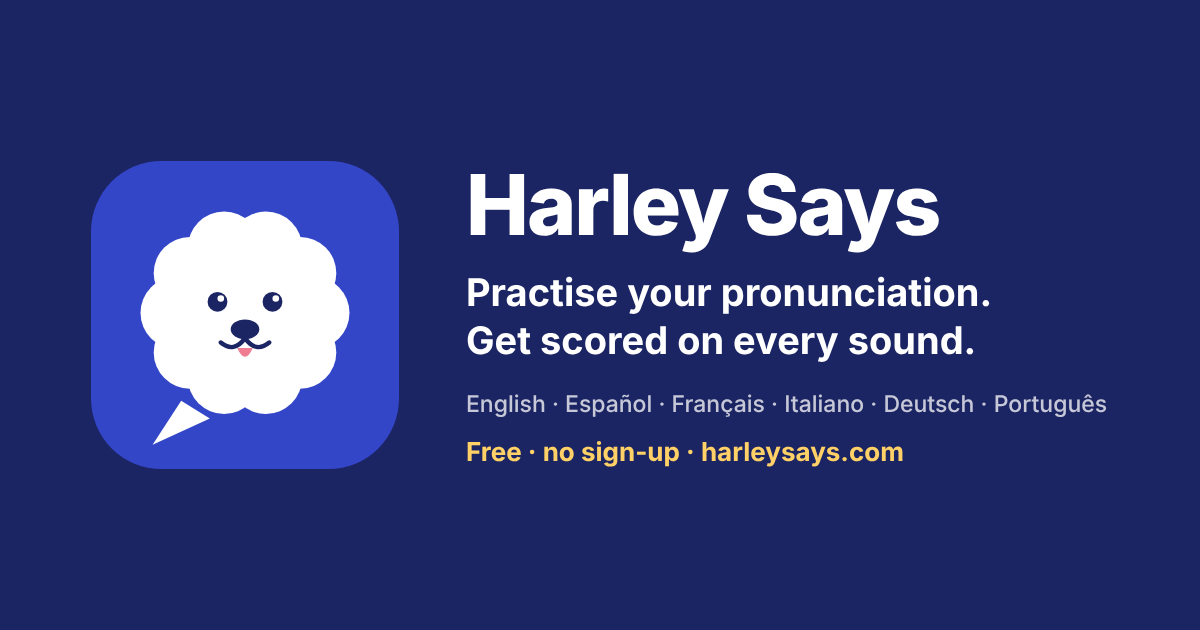 Harley Says
Practise your pronunciation.
Get scored on every sound.
English · Español · Français · Italiano · Deutsch · Português
Free · no sign-up · harleysays.com